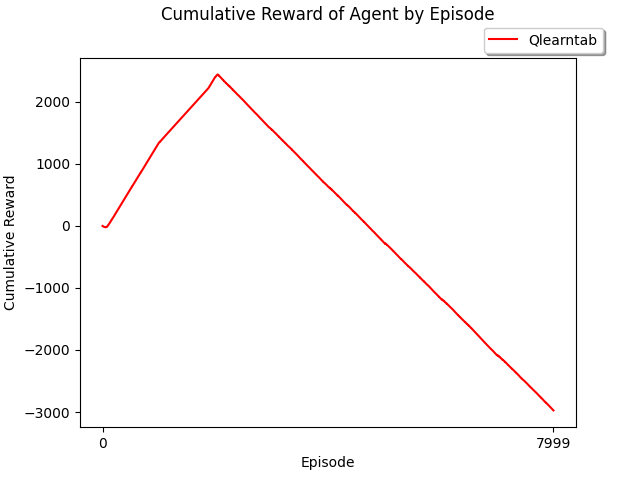 Cumulative Reward of Agent by Episode
Qlearntab
2000
1000
0
−1000
−2000
−3000
Cumulative Reward
0
7999
Episode